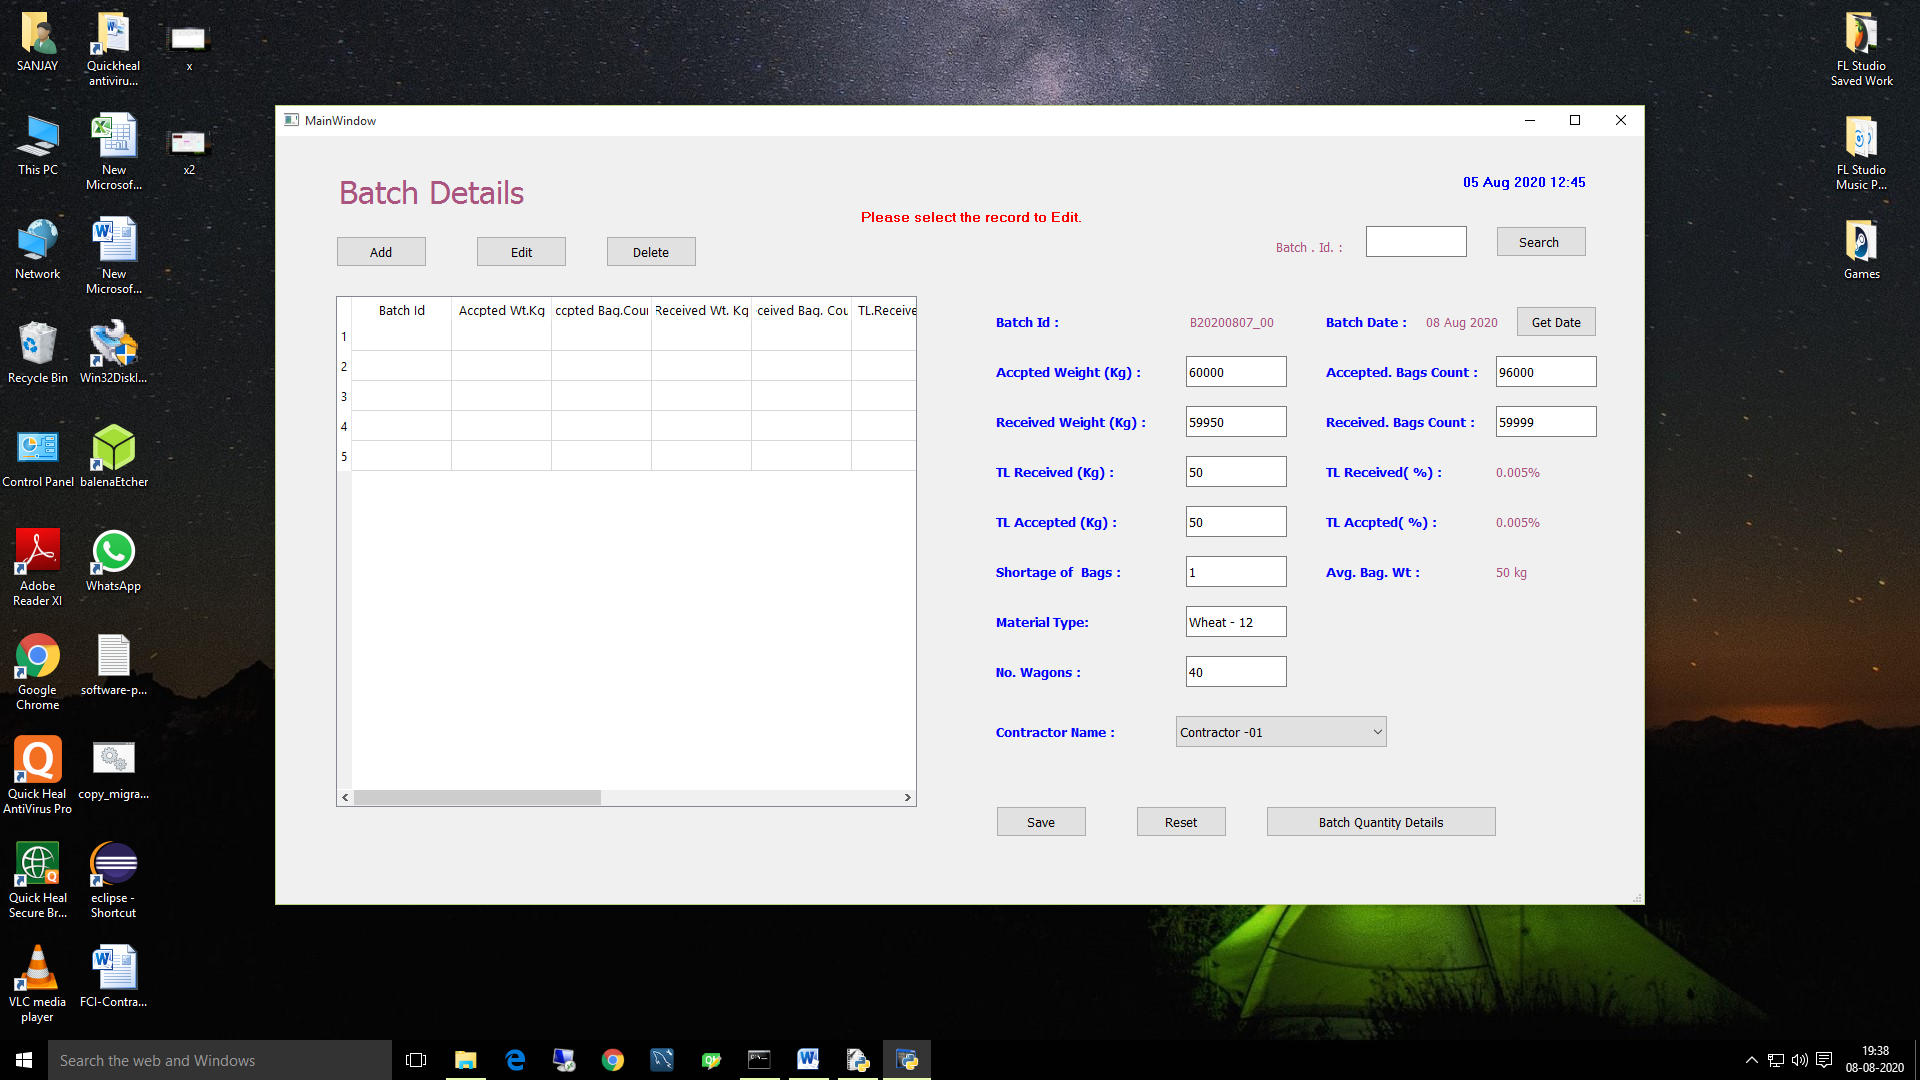 SANJAY
Quickheal
antiviru...
x
This PC
New
Microsof...
x2
Network
New
Microsof...
Recycle Bin
Win32DiskI...
Control Panel
balenaEtcher
Adobe
Reader XI
WhatsApp
Google
Chrome
software-p...
Quick Heal
AntiVirus Pro
copy_migra...
Quick Heal
Secure Br...
eclipse -
Shortcut
VLC media
player
FCI-Contra...
FL Studio
Saved Work
FL Studio
Music P...
Games
MainWindow
Batch Details
05 Aug 2020 12:45
Please select the record to Edit.
Add
Edit
Delete
Batch . Id. :
Search
Batch Id
Accpted Wt.Kg
ccpted Bag.Cour
Received Wt. Kg
ceived Bag. Cou
TL.Receive
1
2
3
4
5
Batch Id :
B20200807_00
Batch Date :
08 Aug 2020
Get Date
Accpted Weight (Kg) :
60000
Accepted. Bags Count :
96000
Received Weight (Kg) :
59950
Received. Bags Count :
59999
TL Received (Kg) :
50
TL Received( %) :
0.005%
TL Accepted (Kg) :
50
TL Accpted( %) :
0.005%
Shortage of  Bags :
1
Avg. Bag. Wt :
50 kg
Material Type:
Wheat - 12
No. Wagons :
40
Contractor Name :
Contractor -01
Save
Reset
Batch Quantity Details
Search the web and Windows
19:38
08-08-2020